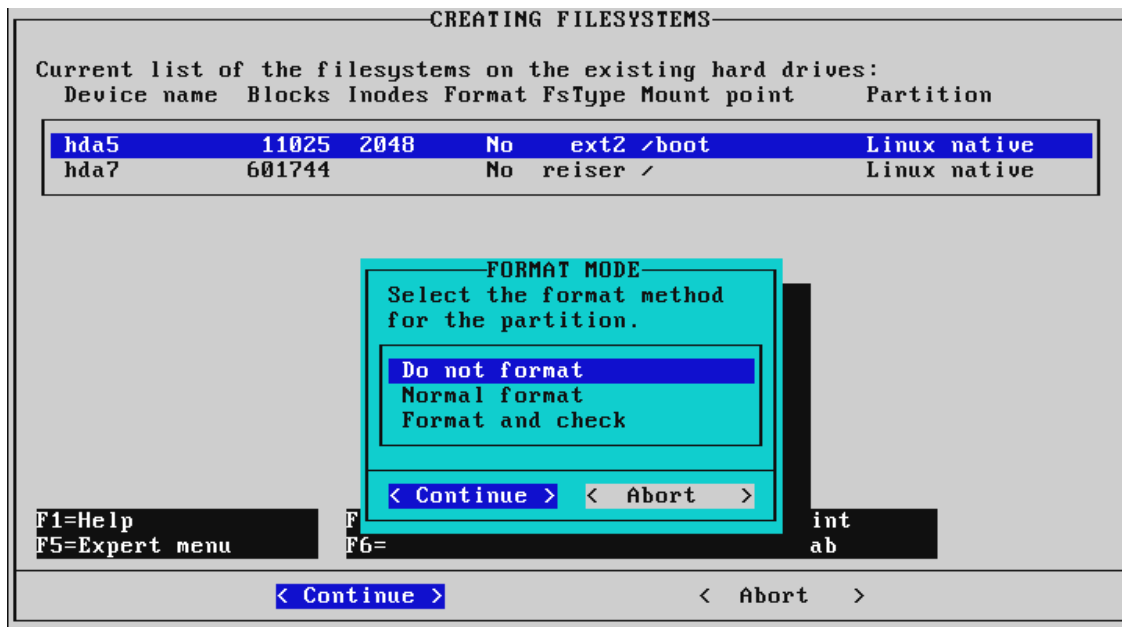 CREATING FILESYSTEMS
Current list of the filesystems on the existing hard drives:
Device name Blocks Inodes Format FsType Mount point Partition
hda5 11025 2048 No ext2 /boot Linux native
hda7 601744 No reiser / Linux native
FORMAT MODE
Select the format method
for the partition.
Do not format
Normal format
Format and check
< Continue > < Abort >
F1=Help F int
F5=Expert menu F6= ab
< Continue > < Abort >